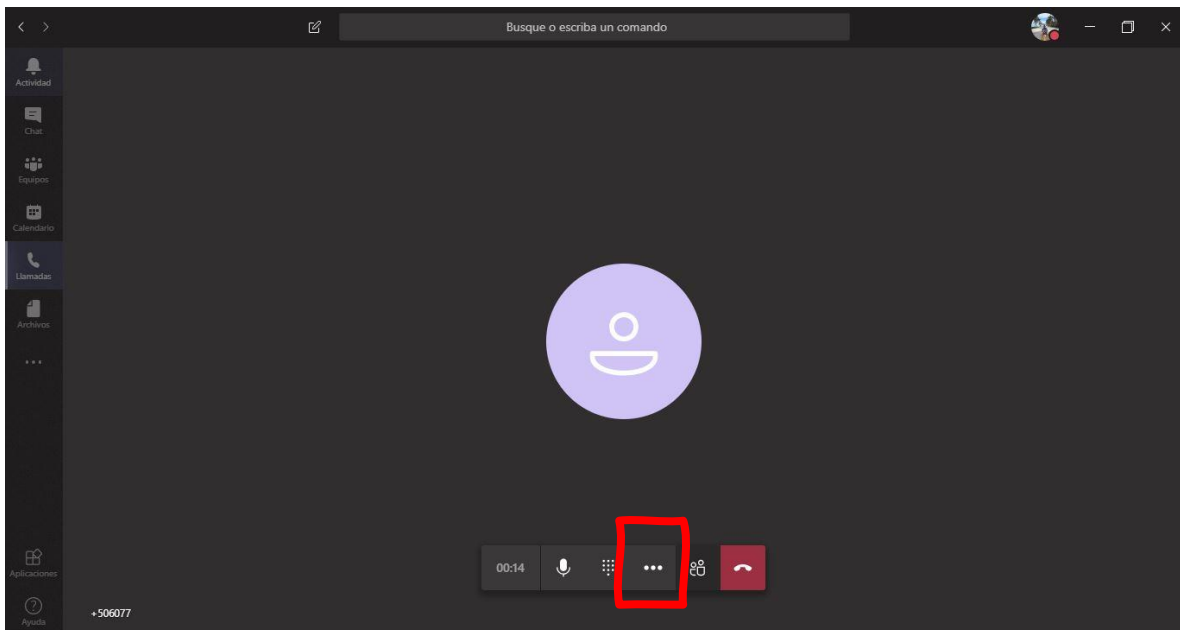 Busque o escriba un comando
Actividad
Chat
Equipos
Calendario
Llamadas
Archivos
Aplicaciones
Ayuda
00:14
+506077